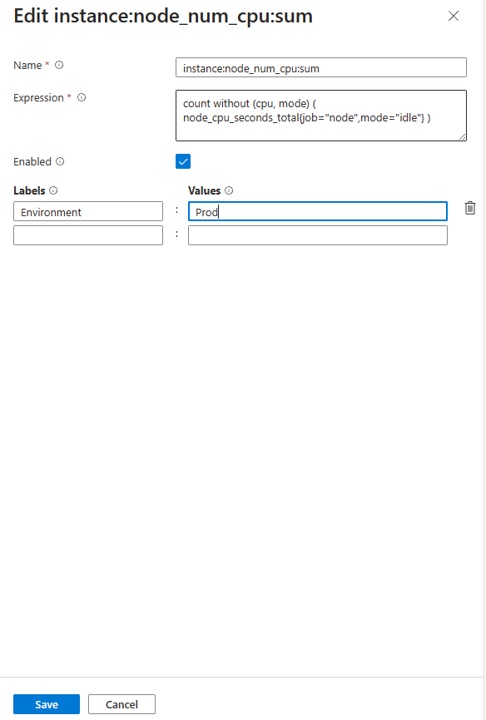 Edit instance:node_num_cpu:sum
Name *
instance:node_num_cpu:sum
Expression *
count without (cpu, mode) (
node_cpu_seconds_total{job="node",mode="idle"} )
Enabled
Labels
Values
Environment
:
Prod
:
Save
Cancel